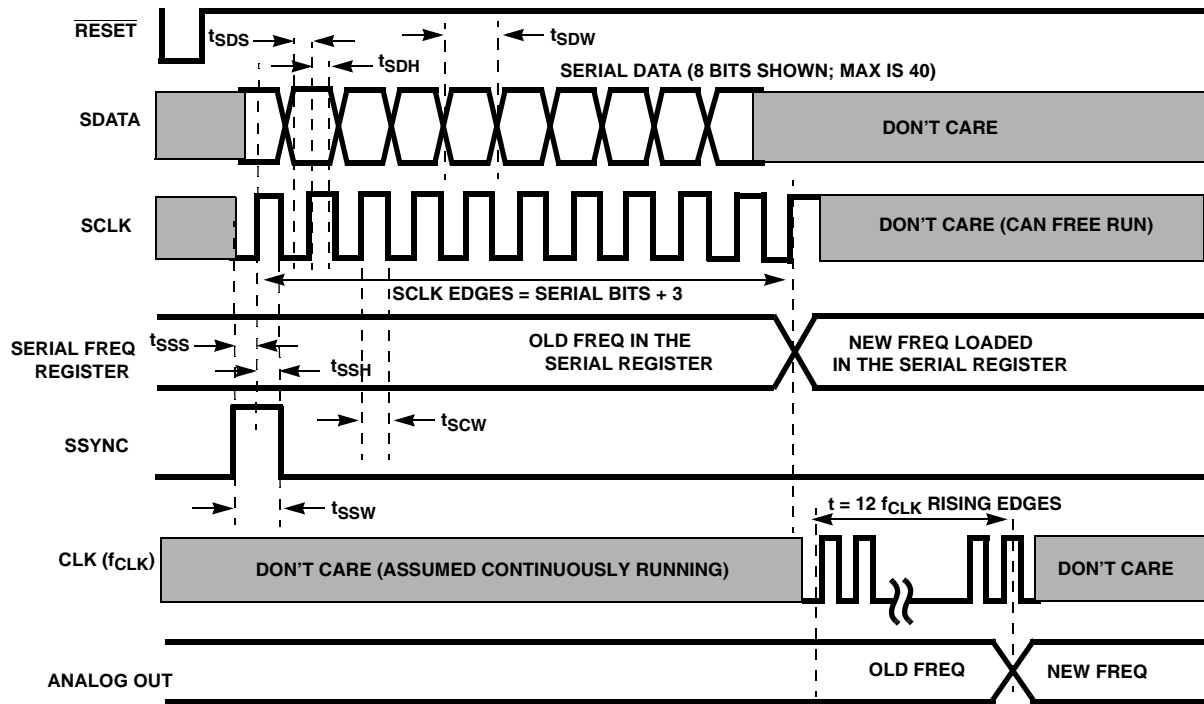 RESET
tSDS
tSDW
tSDH
SERIAL DATA (8 BITS SHOWN; MAX IS 40)
SDATA
DON'T CARE
SCLK
DON'T CARE (CAN FREE RUN)
SCLK EDGES = SERIAL BITS + 3
SERIAL FREQ
REGISTER
tSSS
tSSH
OLD FREQ IN THE
SERIAL REGISTER
NEW FREQ LOADED
IN THE SERIAL REGISTER
tSCW
SSYNC
tSSW
t = 12 fCLK RISING EDGES
CLK (fCLK)
DON'T CARE (ASSUMED CONTINUOUSLY RUNNING)
DON'T CARE
ANALOG OUT
OLD FREQ
NEW FREQ